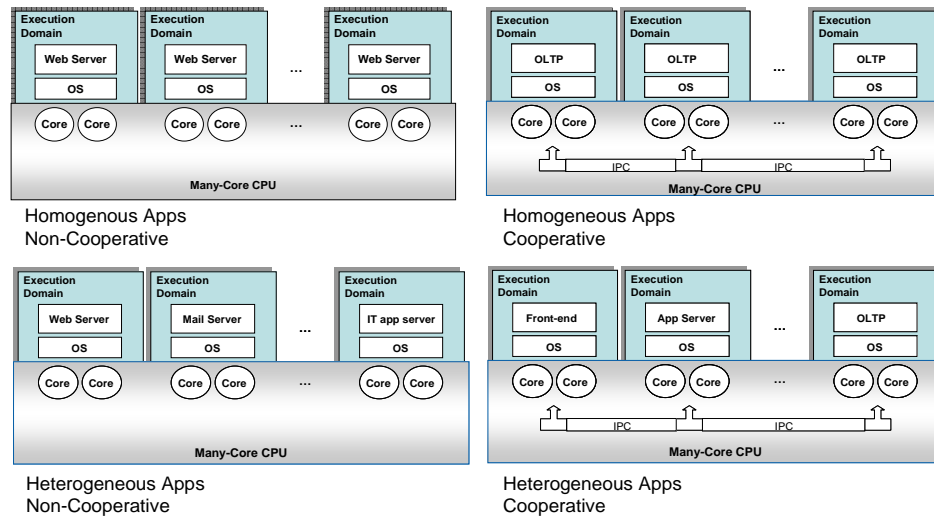 Execution
Domain
Web Server
OS
Execution
Domain
Web Server
OS
...
Execution
Domain
Web Server
OS
Core Core
Core Core
...
Core Core
Many-Core CPU
Homogenous Apps
Non-Cooperative
Execution
Domain
OLTP
OS
Execution
Domain
OLTP
OS
...
Execution
Domain
OLTP
OS
Core Core
Core Core
...
Core Core
IPC
IPC
Many-Core CPU
Homogeneous Apps
Cooperative
Execution
Domain
Web Server
OS
Execution
Domain
Mail Server
OS
...
Execution
Domain
IT app server
OS
Core Core
Core Core
...
Core Core
Many-Core CPU
Heterogeneous Apps
Non-Cooperative
Execution
Domain
Front-end
OS
Execution
Domain
App Server
OS
...
Execution
Domain
OLTP
OS
Core Core
Core Core
...
Core Core
IPC
IPC
Many-Core CPU
Heterogeneous Apps
Cooperative